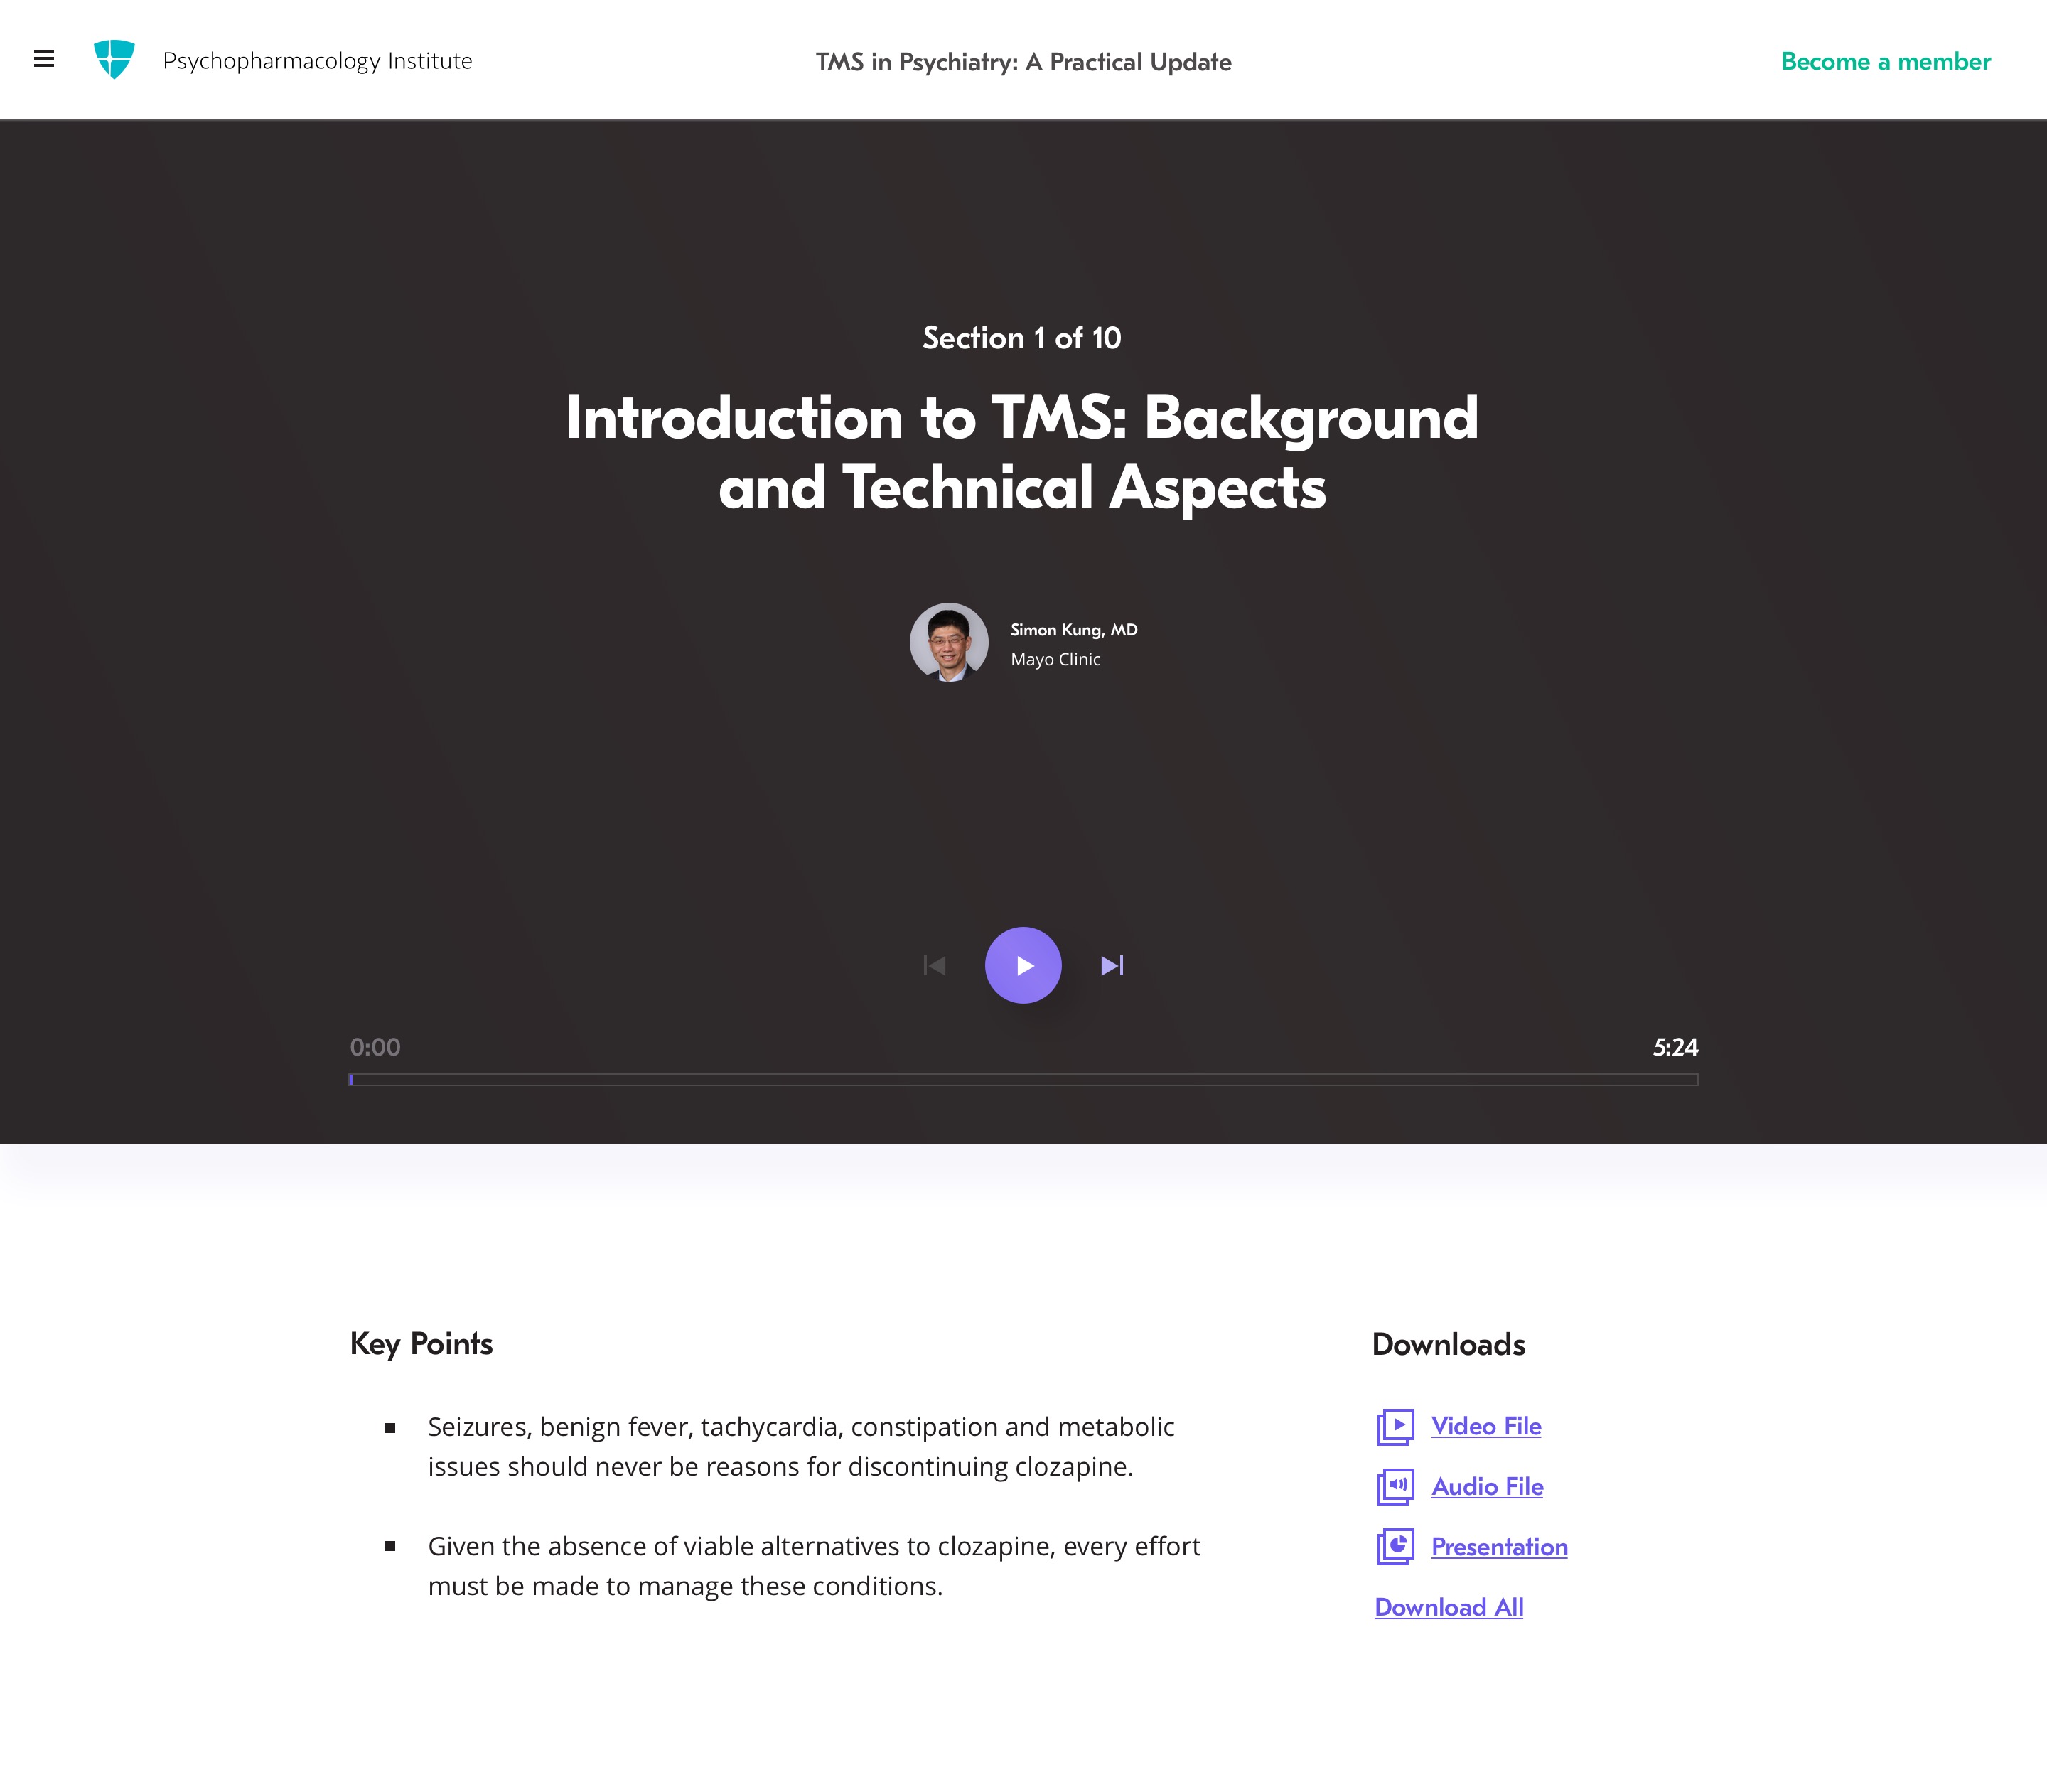 Psychopharmacology Institute
TMS in Psychiatry: A Practical Update
Become a member
Section 1 of 10
Introduction to TMS: Background
and Technical Aspects
Simon Kung, MD
Mayo Clinic
0:00
5:24
Key Points
Seizures, benign fever, tachycardia, constipation and metabolic
issues should never be reasons for discontinuing clozapine.
Given the absence of viable alternatives to clozapine, every effort
must be made to manage these conditions.
Downloads
Video File
Audio File
Presentation
Download All